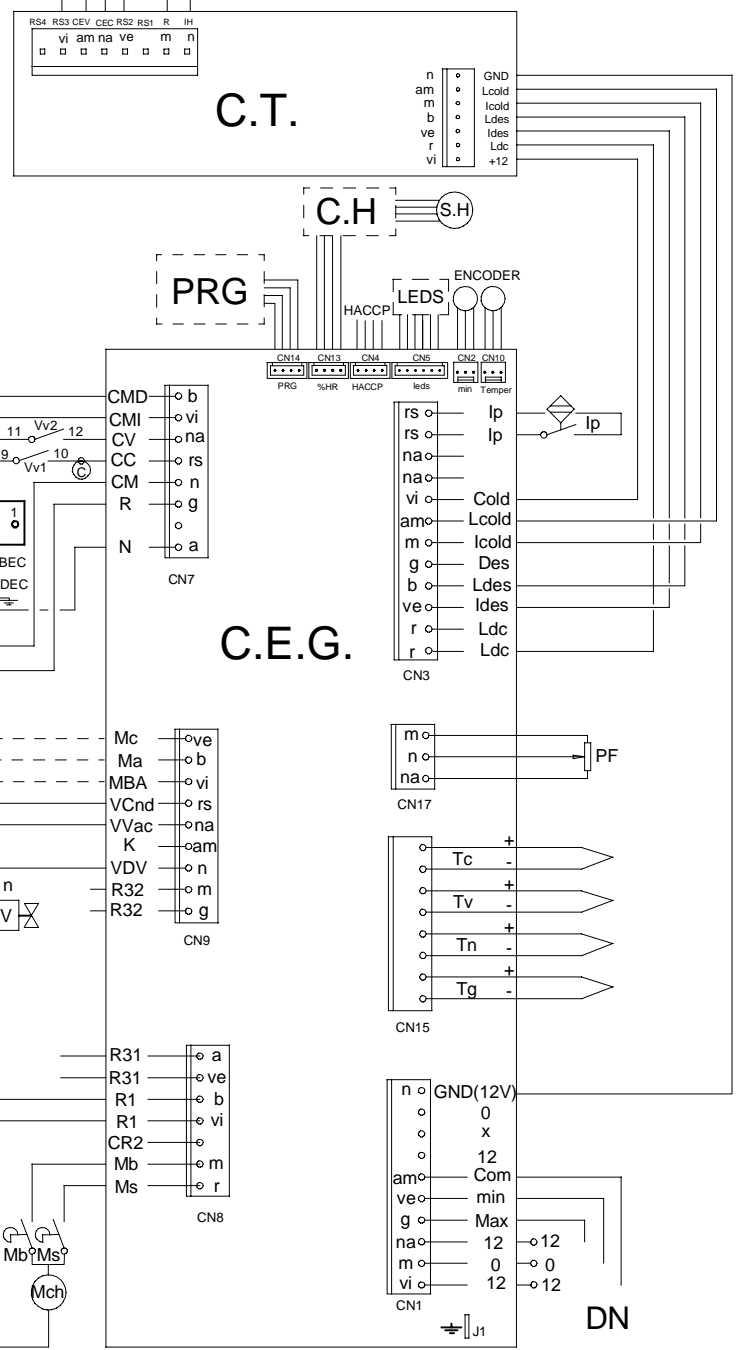 RS4 RS3 CEV CEC RS2 RS1 R IH
vi am na ve m n
C.T.
n GND
am Lcold
m Icold
b Ldes
ve Ides
r Ldc
vi +12
C.H
S.H
PRG
HACCP
LEDS
ENCODER
CN14 CN13 CN4 CN5 CN2 CN10
PRG %HR HACCP leds min Temper
CMD b
CMI vi
11 Vv2 12 CV na
9 Vv1 10 C CC rs
CM n
R g
N a
CN7
1
BEC
DEC
rs Ip
rs Ip
Ip
na
na
vi Cold
am Lcold
m Icold
g Des
b Ldes
ve Ides
r Ldc
r Ldc
CN3
C.E.G.
Mc ve
Ma b
MBA vi
VCnd rs
VVac na
K am
VDV n
R32 m
R32 g
CN9
n
V
m
n PF
na
CN17
+
Tc -
+
Tv -
+
Tn -
+
Tg -
CN15
R31 a
R31 ve
R1 b
R1 vi
CR2
Mb m
Ms r
CN8
Mb Ms
Mch
n GND(12V)
0
x
12
am Com
ve min
g Max
na 12 12
m 0 0
vi 12 12
CN1
DN
J1